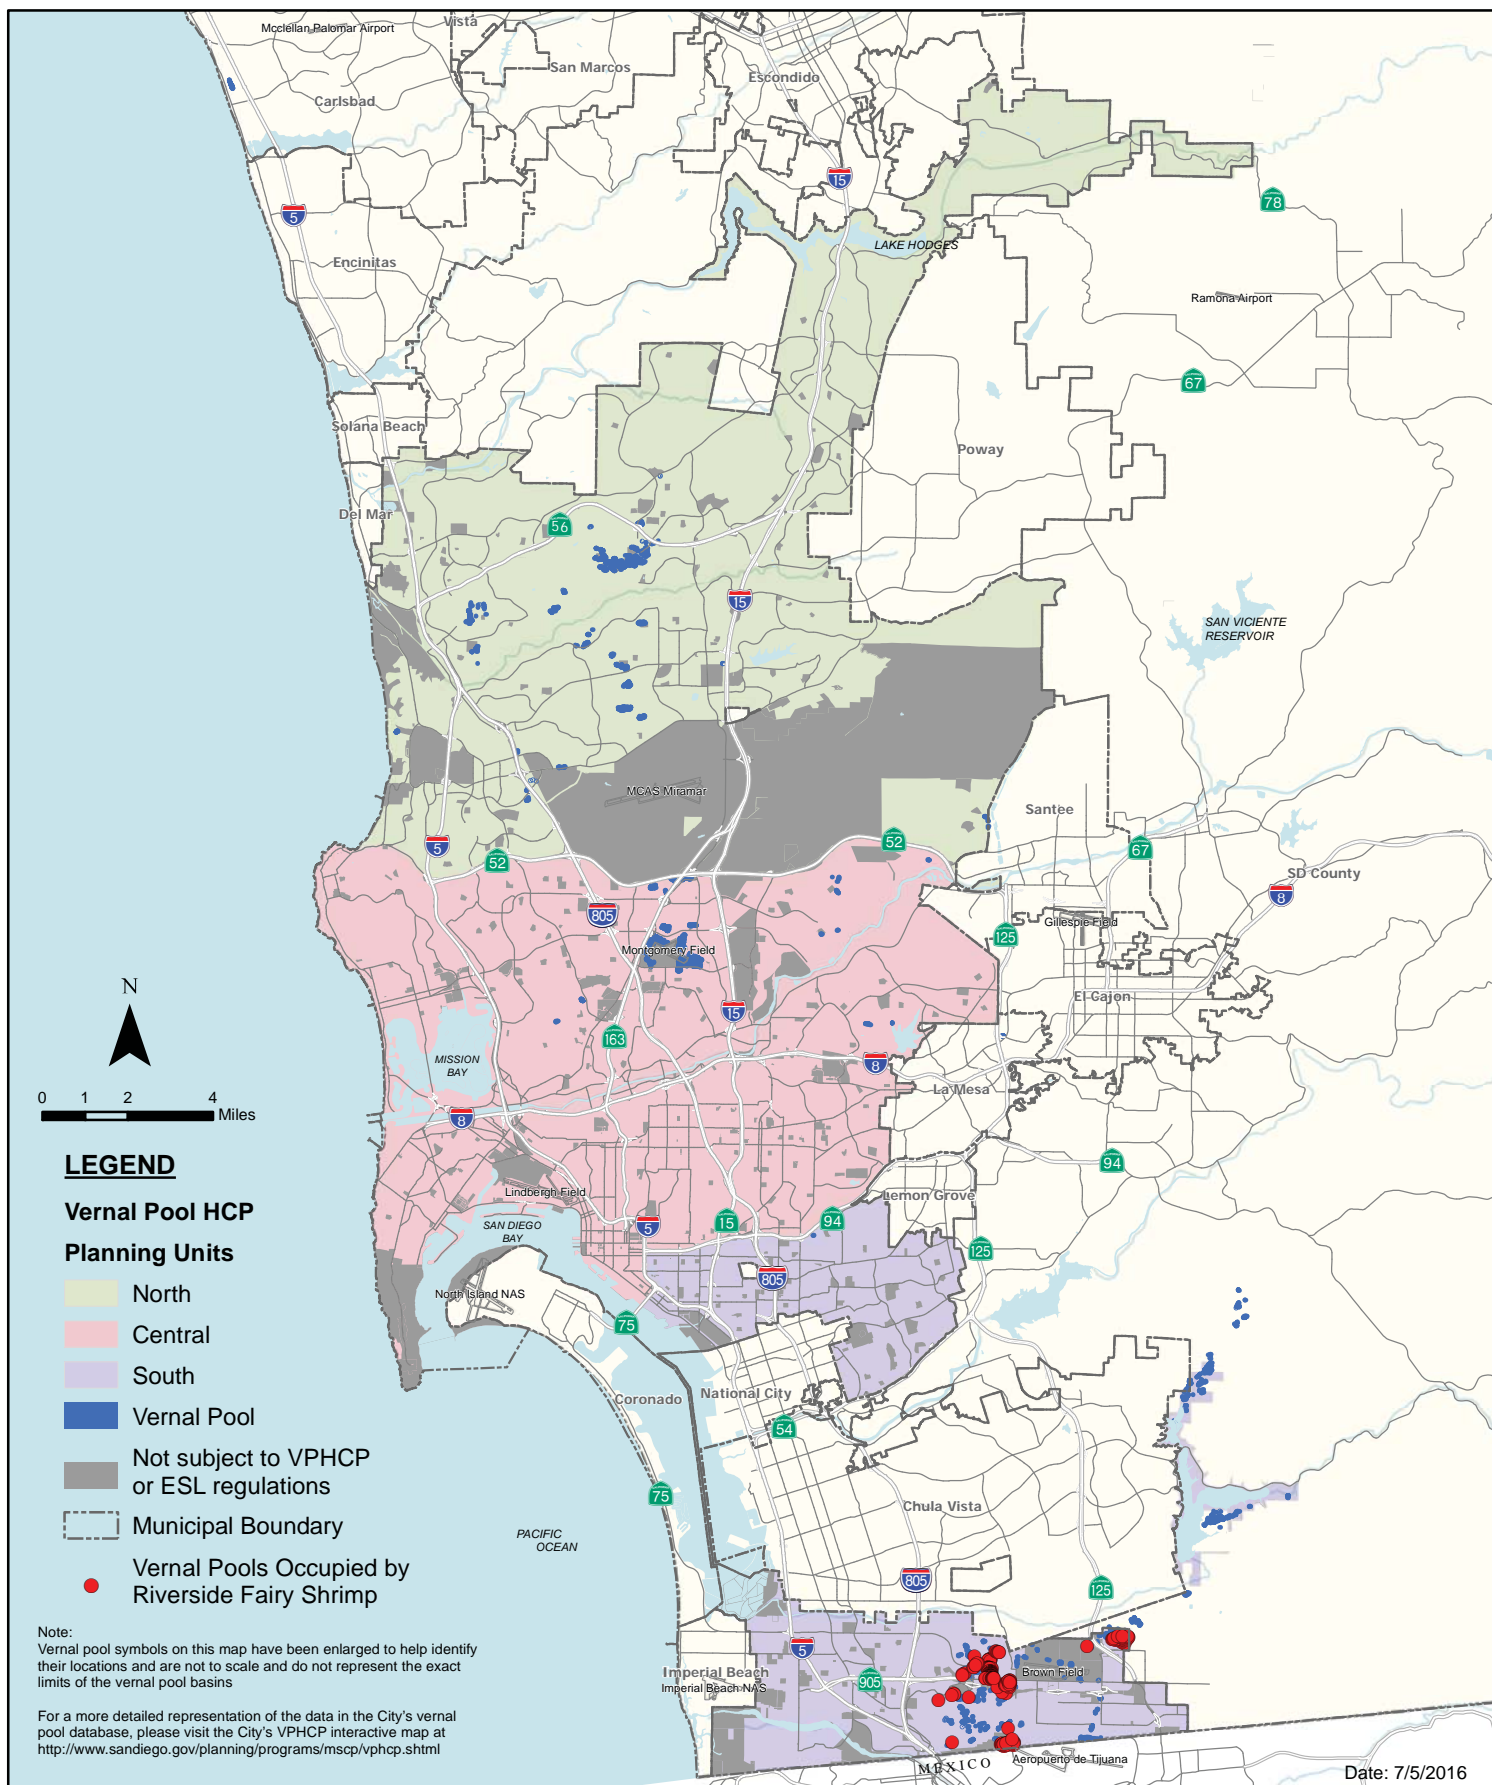 Mcclellan-Palomar Airport
Vista
San Marcos
Escondido
Carlsbad
15
78
5
LAKE HODGES
Encinitas
Ramona Airport
67
Solana Beach
Poway
Del Mar
56
15
SAN VICIENTE
RESERVOIR
MCAS Miramar
Santee
5
52
52
67
SD County
8
805
Gillespie Field
125
Montgomery Field
N
El Cajon
15
163
MISSION
BAY
8
La Mesa
0 1 2 4
Miles
8
94
LEGEND
Lindbergh Field
Lemon Grove
Vernal Pool HCP
SAN DIEGO
BAY
5
15
94
125
Planning Units
805
North
North Island NAS
75
Central
South
Coronado
National City
Vernal Pool
54
Not subject to VPHCP
or ESL regulations
75
Chula Vista
Municipal Boundary
PACIFIC
OCEAN
Vernal Pools Occupied by
Riverside Fairy Shrimp
805
125
Note:
Vernal pool symbols on this map have been enlarged to help identify
their locations and are not to scale and do not represent the exact
limits of the vernal pool basins
5
Imperial Beach
Imperial Beach NAS
905
Brown Field
For a more detailed representation of the data in the City's vernal
pool database, please visit the City's VPHCP interactive map at
http://www.sandiego.gov/planning/programs/mscp/vphcp.shtml
MEXICO
Aeropuerto de Tijuana
Date: 7/5/2016